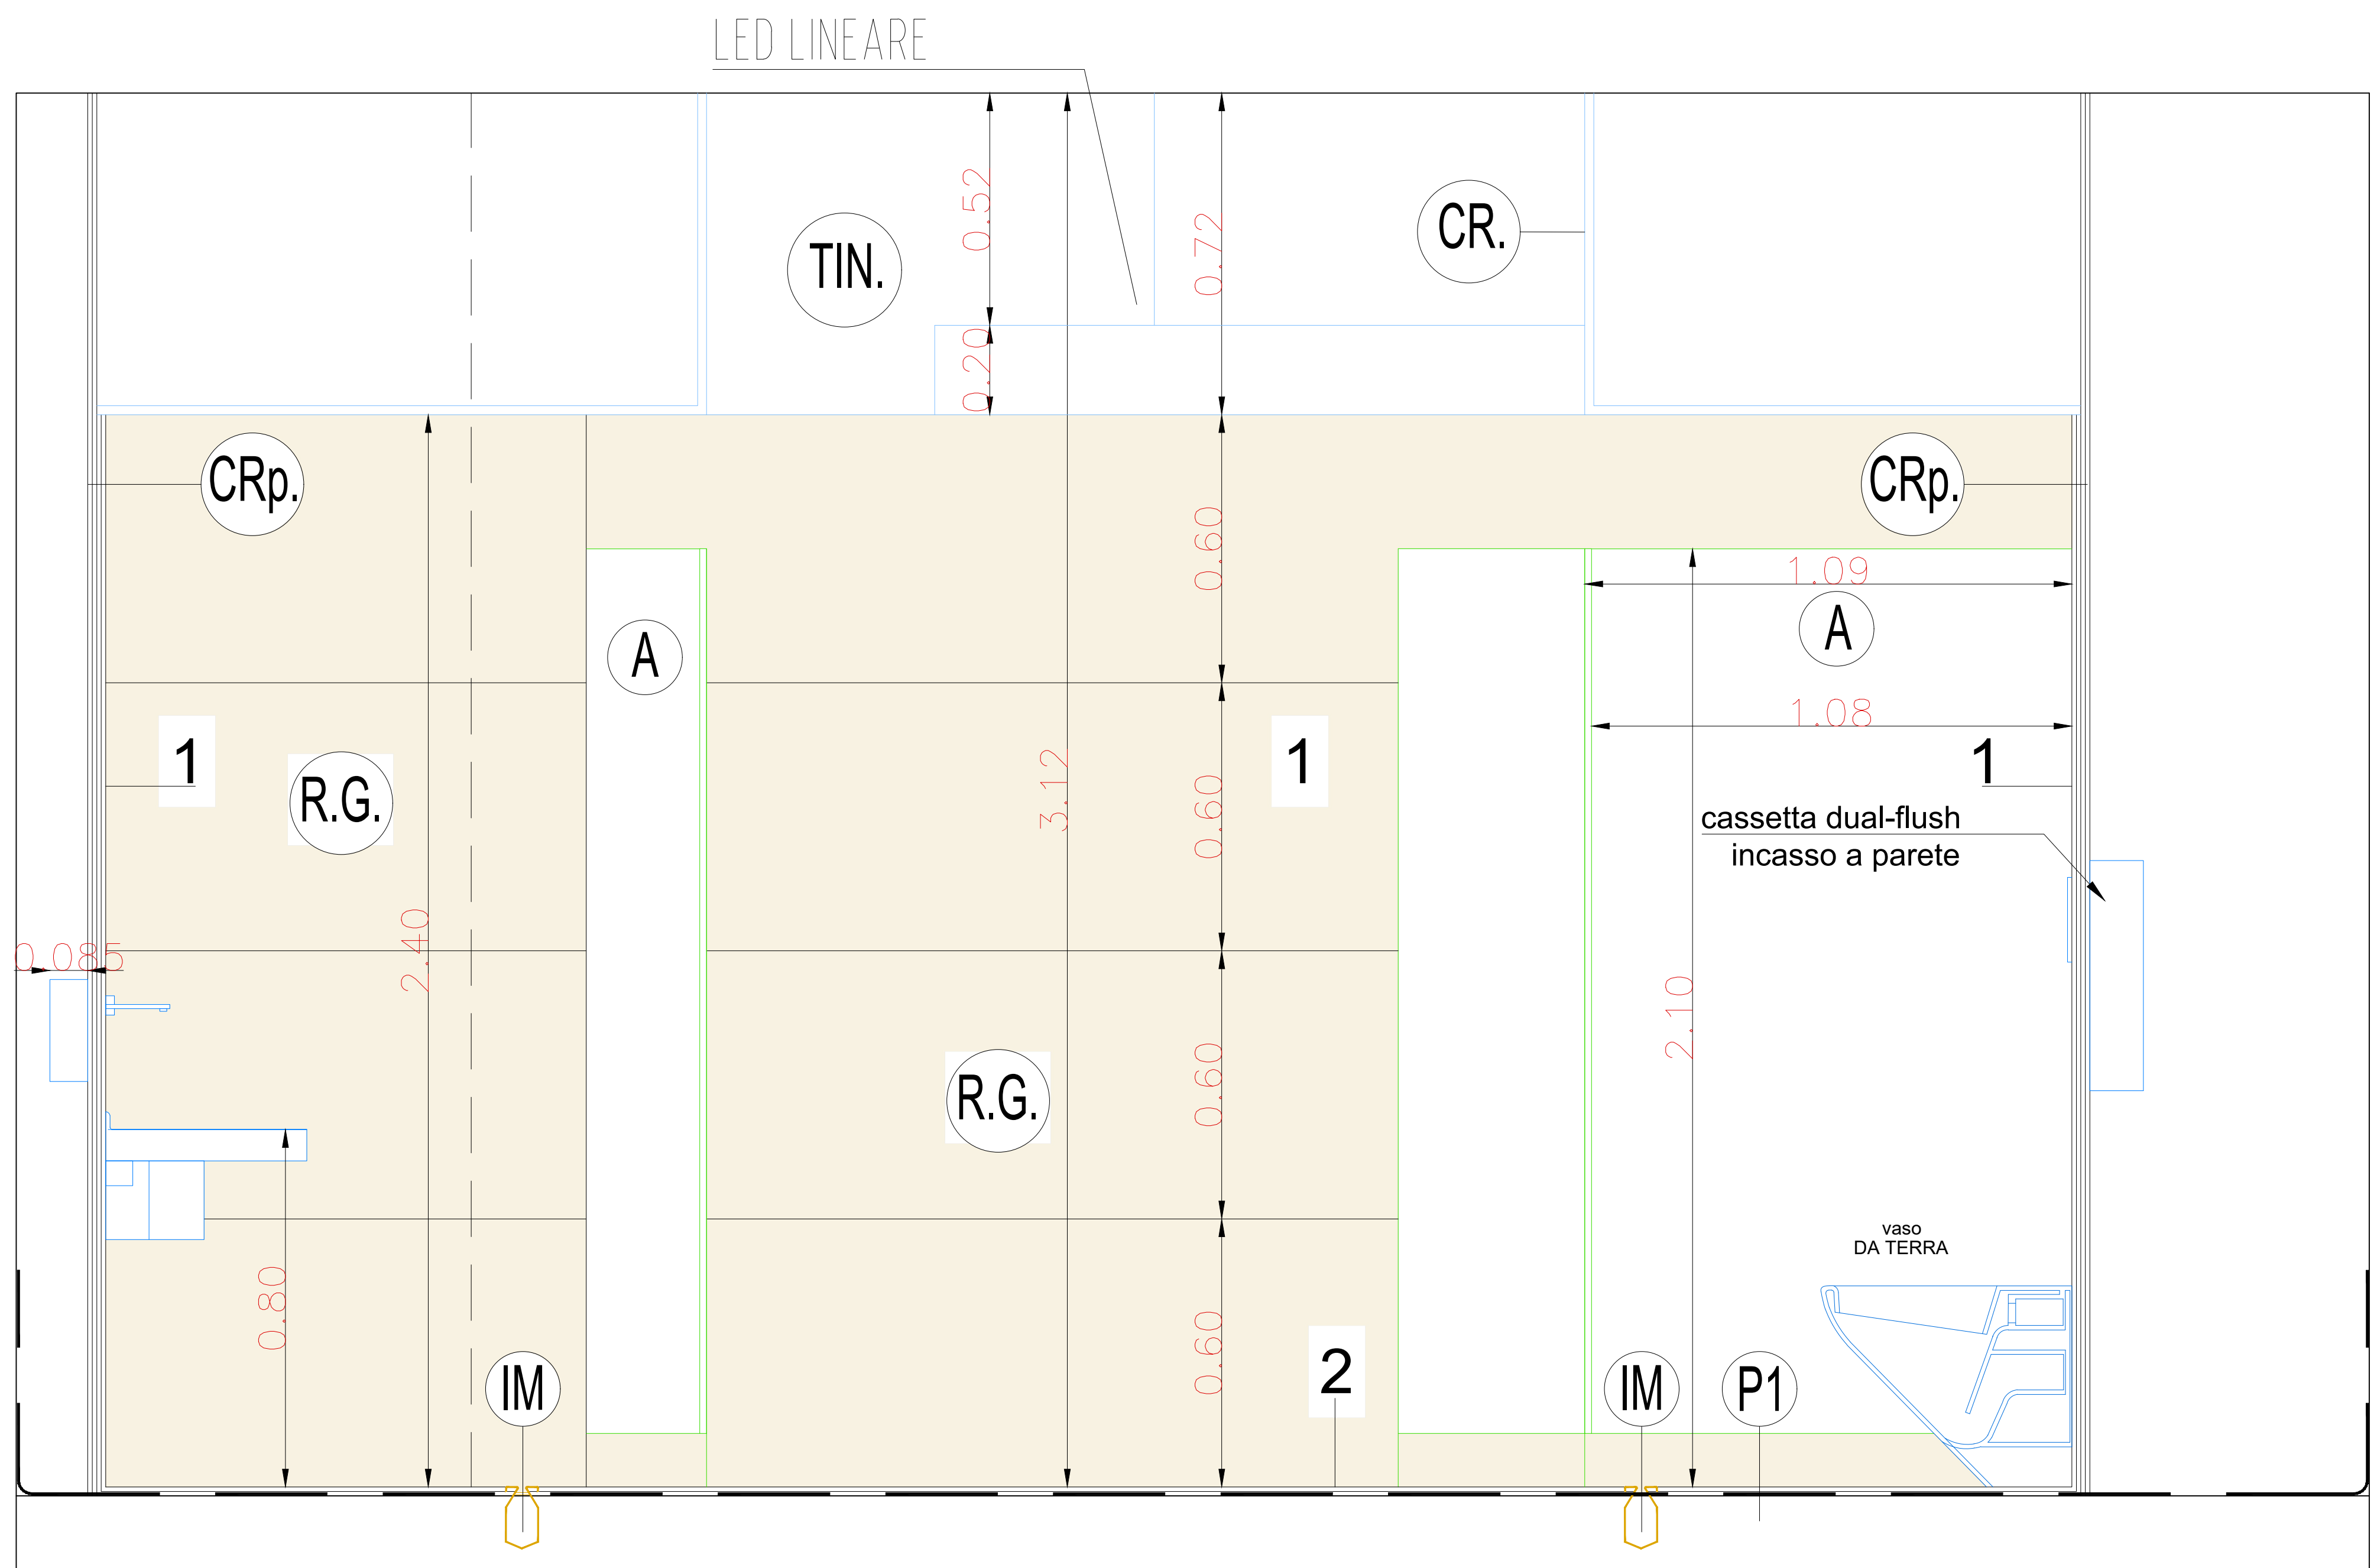 LED LINEARE
0.52
0.72
TIN.
CR.
0.20
CRp.
CRp.
0.60
1.09
A
A
1.08
1
1
1
R.G.
3.12
0.60
cassetta dual-flush
incasso a parete
0.085
2.40
2.10
R.G.
0.60
vaso
DA TERRA
0.80
0.60
2
IM
IM
P1